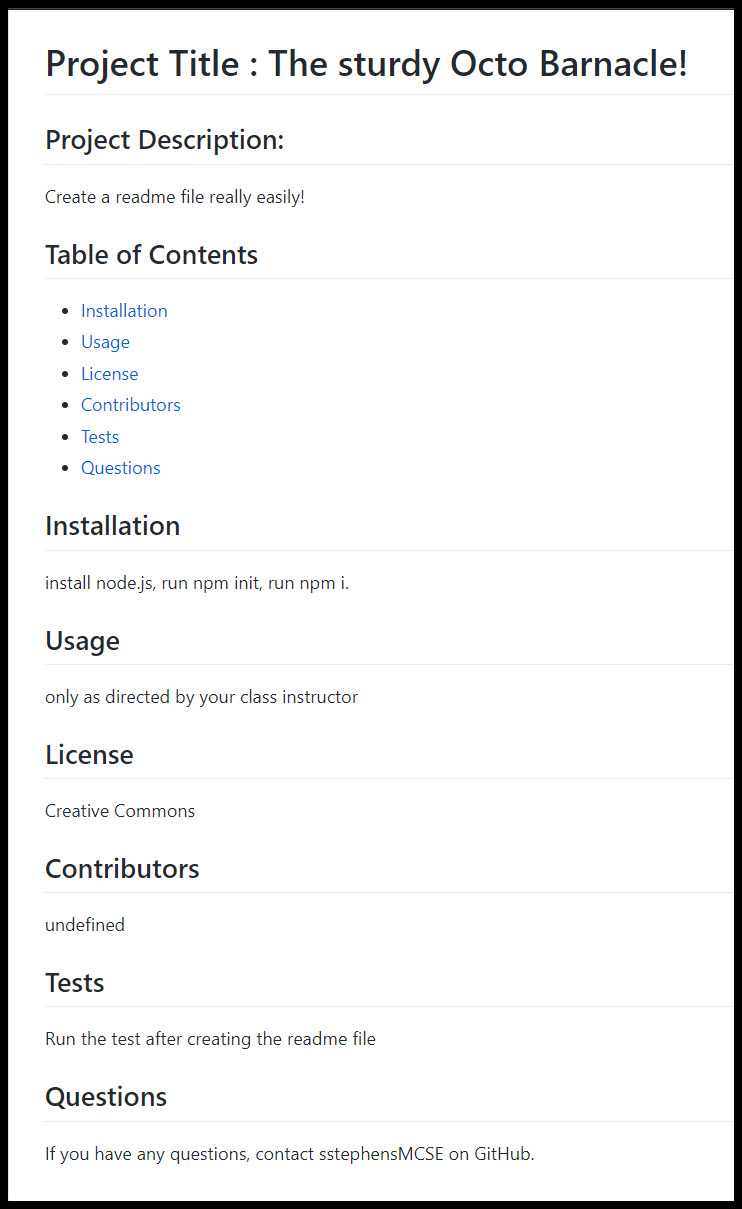 Project Title : The sturdy Octo Barnacle!
Project Description:
Create a readme file really easily!
Table of Contents
Installation
Usage
License
Contributors
Tests
Questions
Installation
install node.js, run npm init, run npm i.
Usage
only as directed by your class instructor
License
Creative Commons
Contributors
undefined
Tests
Run the test after creating the readme file
Questions
If you have any questions, contact sstephensMCSE on GitHub.